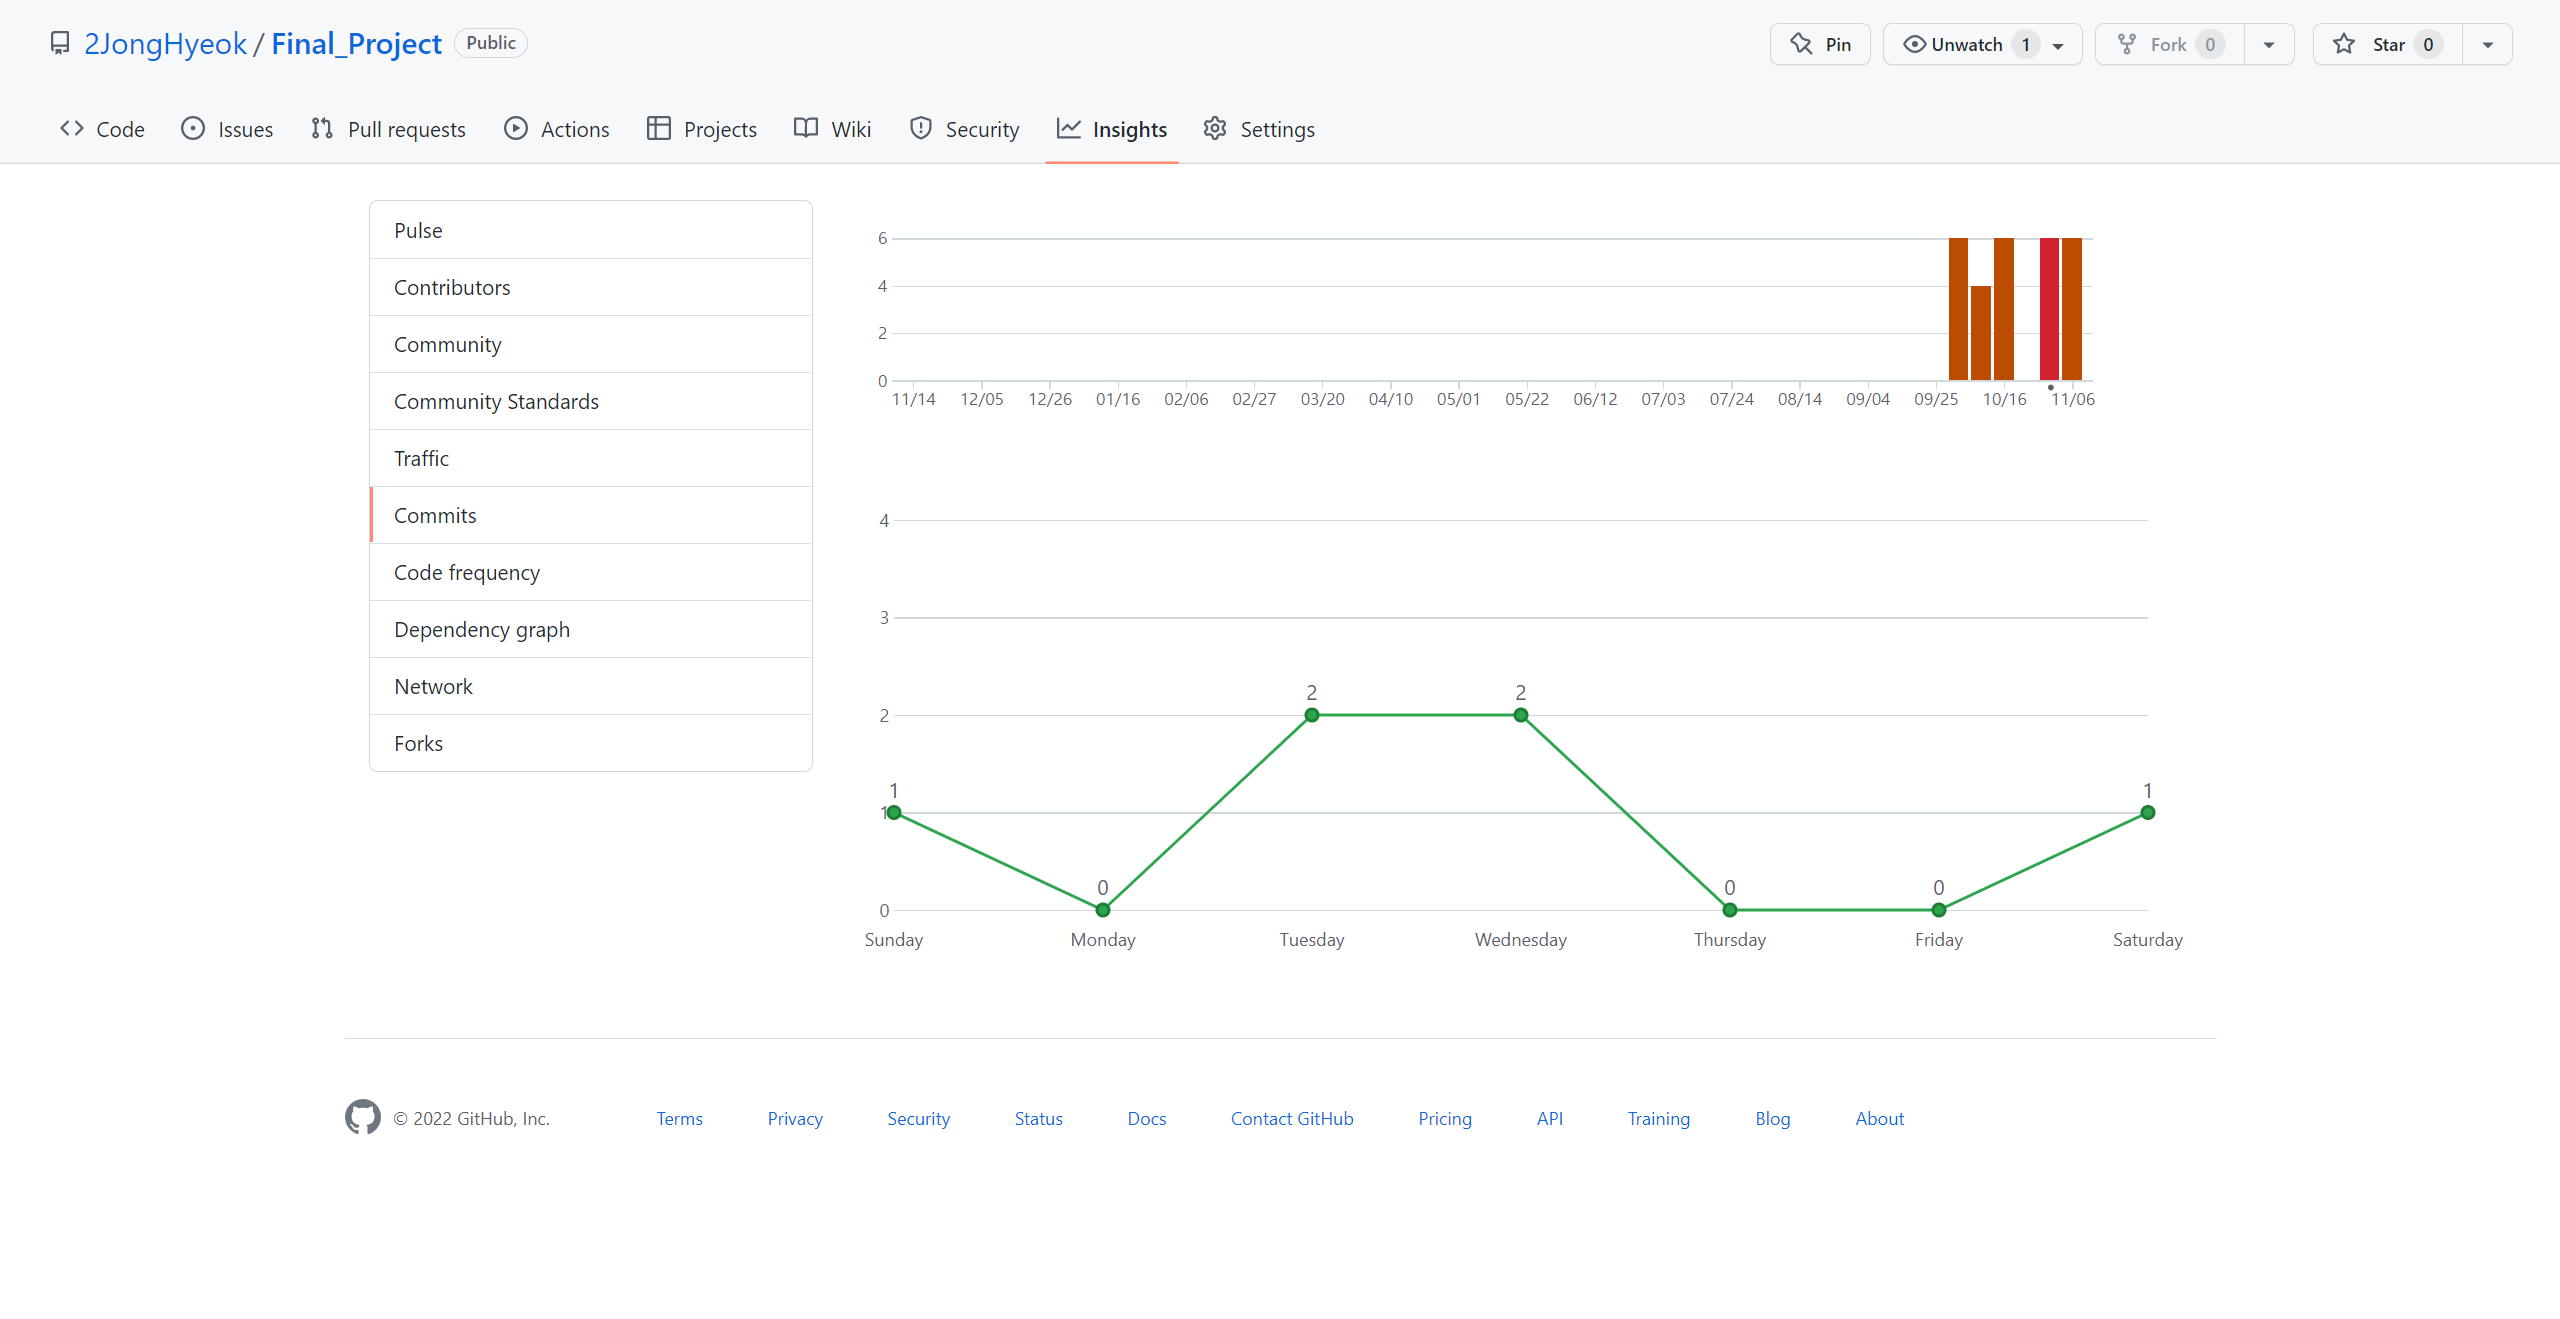 2JongHyeok / Final_Project Public
Pin Unwatch 1 Fork 0 Star 0
Code Issues Pull requests Actions Projects Wiki Security Insights Settings
Pulse
Contributors
Community
Community Standards
Traffic
Commits
Code frequency
Dependency graph
Network
Forks
6
4
2
0
11/14 12/05 12/26 01/16 02/06 02/27 03/20 04/10 05/01 05/22 06/12 07/03 07/24 08/14 09/04 09/25 10/16 11/06
4
3
2 2
2
1 1
1
0 0 0
0
Sunday Monday Tuesday Wednesday Thursday Friday Saturday
© 2022 GitHub, Inc. Terms Privacy Security Status Docs Contact GitHub Pricing API Training Blog About